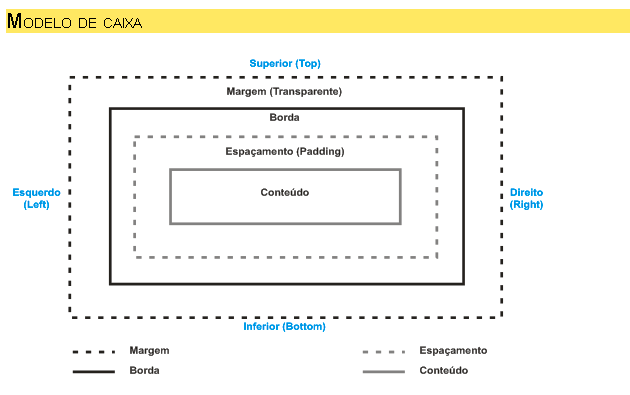 Modelo de caixa
Superior (Top)
Margem (Transparente)
Borda
Espaçamento (Padding)
Conteúdo
Esquerdo
(Left)
Direito
(Right)
Inferior (Bottom)
Margem
Espaçamento
Borda
Conteúdo